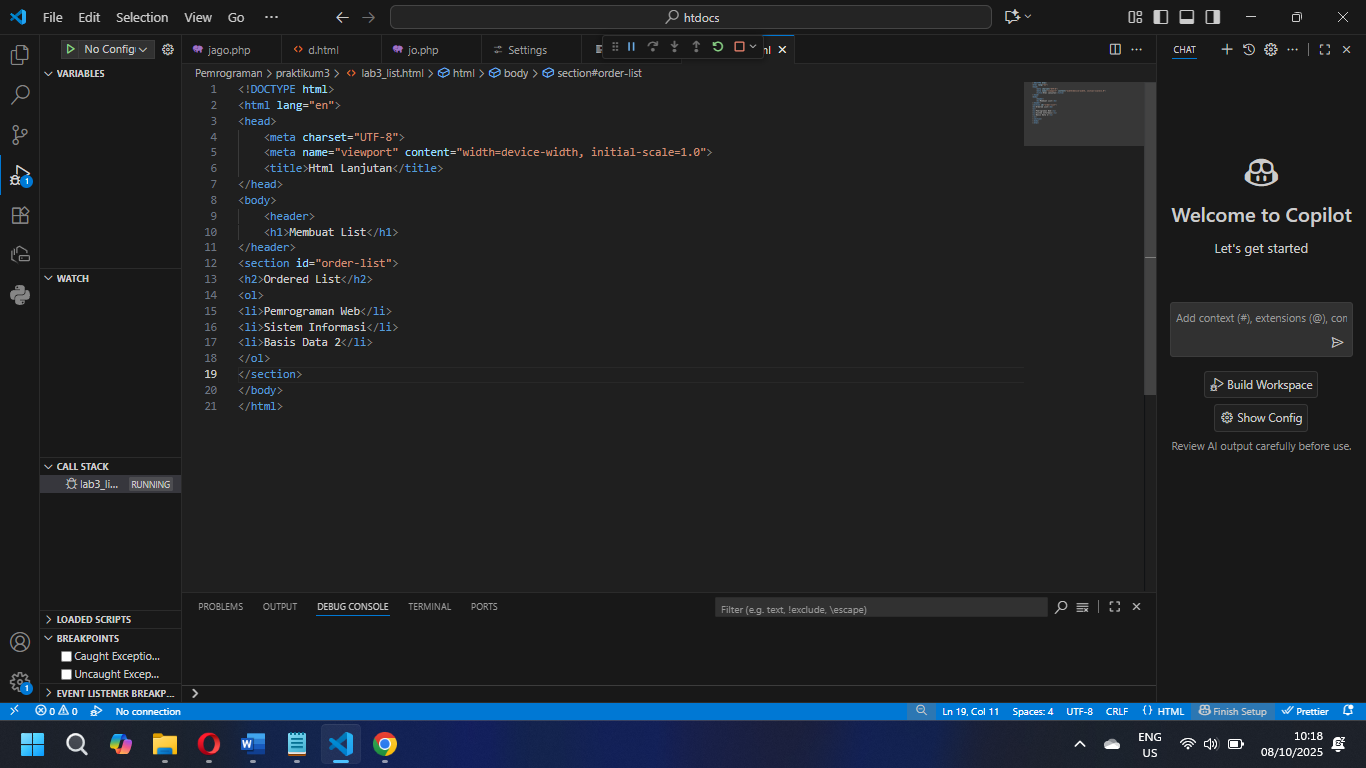 File Edit Selection View Go ··· htdocs
No Config
jago.php d.html jo.php Settings
CHAT
VARIABLES
Pemrograman > praktikum3 > lab3_list.html > html > body > section#order-list
1 <!DOCTYPE html>
2 <html lang="en">
3 <head>
4 <meta charset="UTF-8">
5 <meta name="viewport" content="width=device-width, initial-scale=1.0">
6 <title>Html Lanjutan</title>
7 </head>
8 <body>
9 <header>
10 <h1>Membuat List</h1>
11 </header>
12 <section id="order-list">
13 <h2>Ordered List</h2>
14 <ol>
15 <li>Pemrograman Web</li>
16 <li>Sistem Informasi</li>
17 <li>Basis Data 2</li>
18 </ol>
19 </section>
20 </body>
21 </html>
Welcome to Copilot
Let's get started
Add context (#), extensions (@), con
Build Workspace
Show Config
Review AI output carefully before use.
WATCH
CALL STACK
lab3_li... RUNNING
LOADED SCRIPTS
BREAKPOINTS
Caught Exceptio...
Uncaught Excep...
EVENT LISTENER BREAKP...
1
1
PROBLEMS OUTPUT DEBUG CONSOLE TERMINAL PORTS
Filter (e.g. text, !exclude, \escape)
0 0 No connection
Ln 19, Col 11 Spaces: 4 UTF-8 CRLF {} HTML Finish Setup Prettier
ENG
US
10:18
08/10/2025